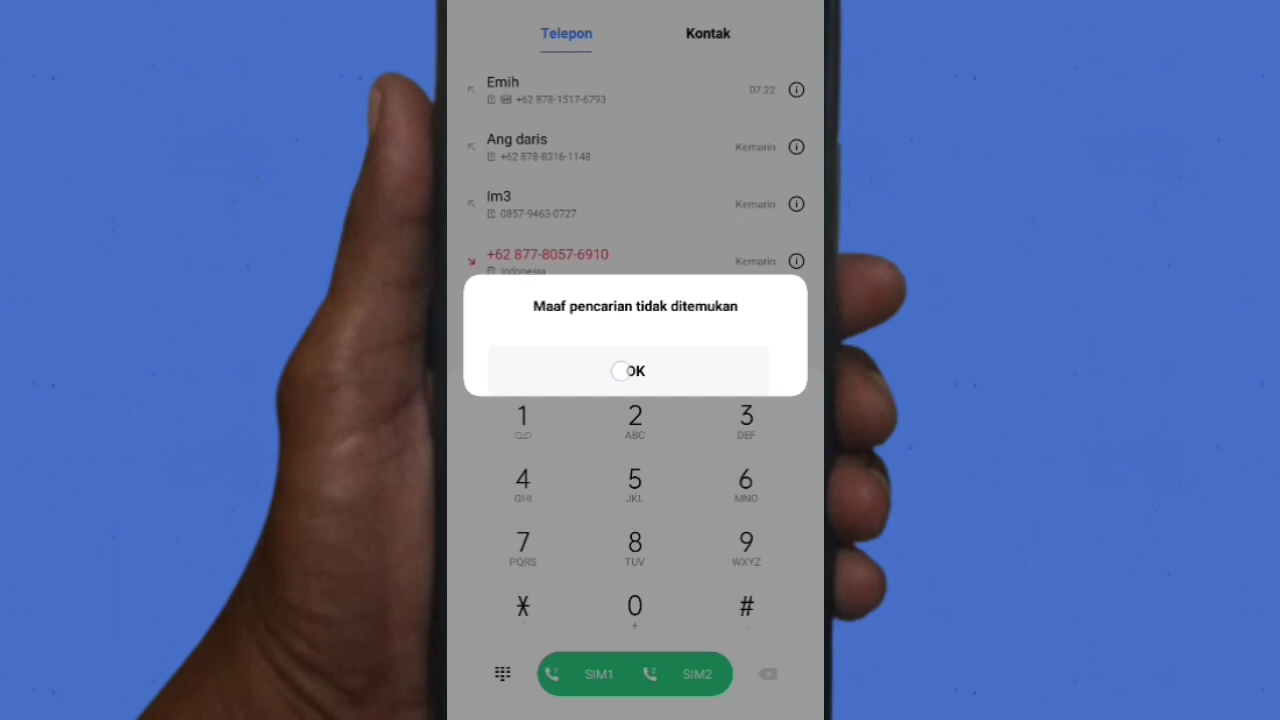 Telepon Kontak
Emih
+62 878-1517-6793 07.22
Ang daris
+62 878-8316-1148 Kemarin
Im3
0857-9463-0727 Kemarin
+62 877-8057-6910 Kemarin
Indonesia
Maaf pencarian tidak ditemukan
OK
1 2 3
ABC DEF
4 5 6
GHI JKL MNO
7 8 9
PQRS TUV WXYZ
* 0 #
+ ;
1 SIM1 2 SIM2